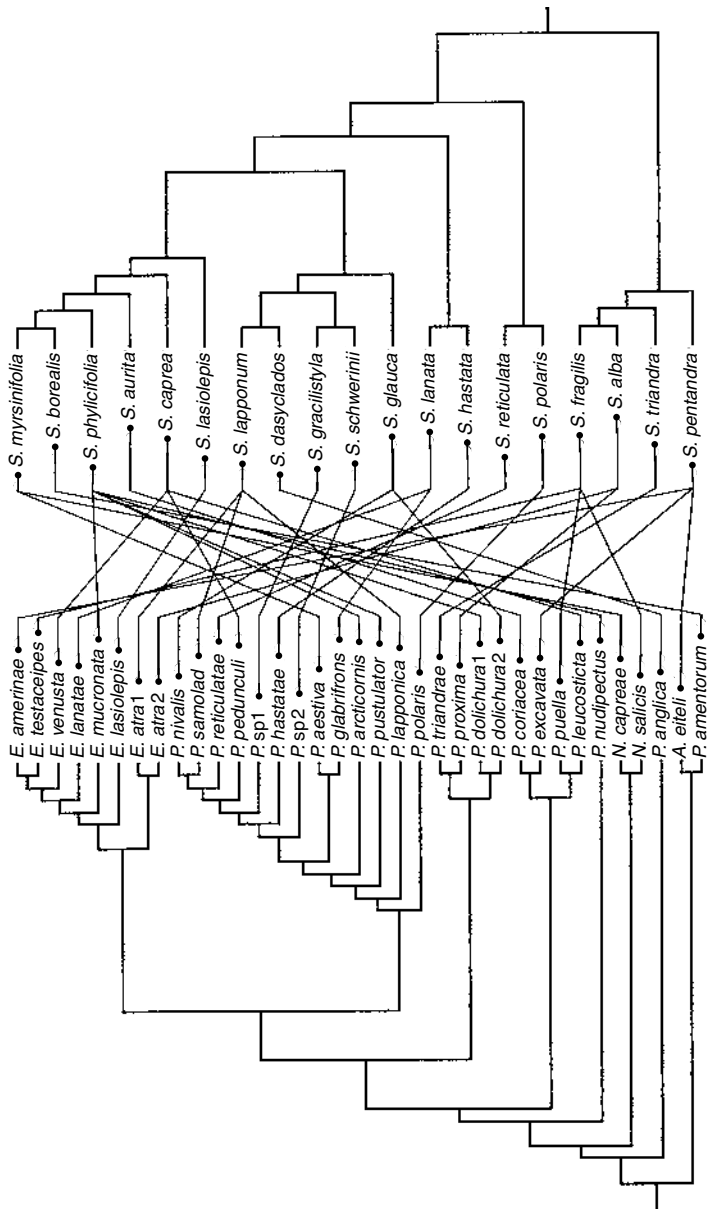 S. myrsinifolia
S. borealis
S. phylicifolia
S. aurita
S. caprea
S. lasiolepis
S. lapponum
S. dasyclados
S. gracilistyla
S. schwerinii
S. glauca
S. lanata
S. hastata
S. reticulata
S. polaris
S. fragilis
S. alba
S. triandra
S. pentandra
E. amerinae
E. testaceipes
E. venusta
E. lanatae
E. mucronata
E. lasiolepis
E. atra1
E. atra2
P. nivalis
P. samolad
P. reticulatae
P. pedunculi
P. sp1
P. hastatae
P. sp2
P. aestiva
P. glabrifrons
P. arcticornis
P. pustulator
P. lapponica
P. polaris
P. triandrae
P. proxima
P. dolichura1
P. dolichura2
P. coriacea
P. excavata
P. puella
P. leucosticta
P. nudipectus
N. capreae
N. salicis
P. anglica
A. eiteli
P. amentorum